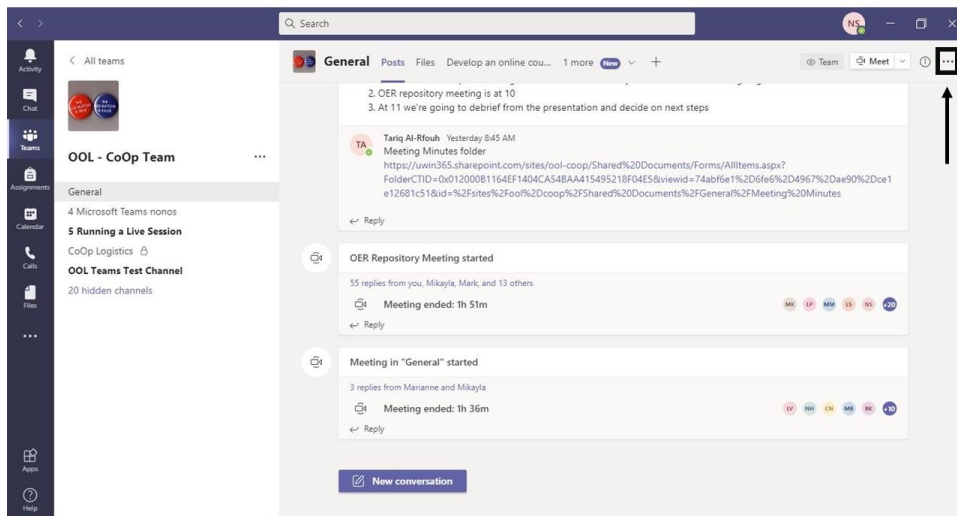 Search
NS
Activity
Chat
Teams
Assignments
Calendar
Calls
Files
Apps
Help
All teams
OOL - CoOp Team
General
4 Microsoft Teams nonos
5 Running a Live Session
CoOp Logistics
OOL Teams Test Channel
20 hidden channels
General Posts Files Develop an online cou... 1 more New
Team Meet
2. OER repository meeting is at 10
3. At 11 we're going to debrief from the presentation and decide on next steps
TA
Tariq Al-Rfouh Yesterday 8:45 AM
Meeting Minutes folder
https://uwin365.sharepoint.com/sites/ool-coop/Shared%20Documents/Forms/AllItems.aspx?
FolderCTID=0x012000B1164EF1404CA54BAA415495218F04E5&viewid=74abf6e1%2D6fe6%2D4967%2Dae90%2Dce1
e12681c51&id=%2Fsites%2Fool%2Dcoop%2FShared%20Documents%2FGeneral%2FMeeting%20Minutes
Reply
OER Repository Meeting started
55 replies from you, Mikayla, Mark, and 13 others
Meeting ended: 1h 51m
MK LP MM LS NS +20
Reply
Meeting in "General" started
3 replies from Marianne and Mikayla
Meeting ended: 1h 36m
LV NH CN MB BK +10
Reply
New conversation